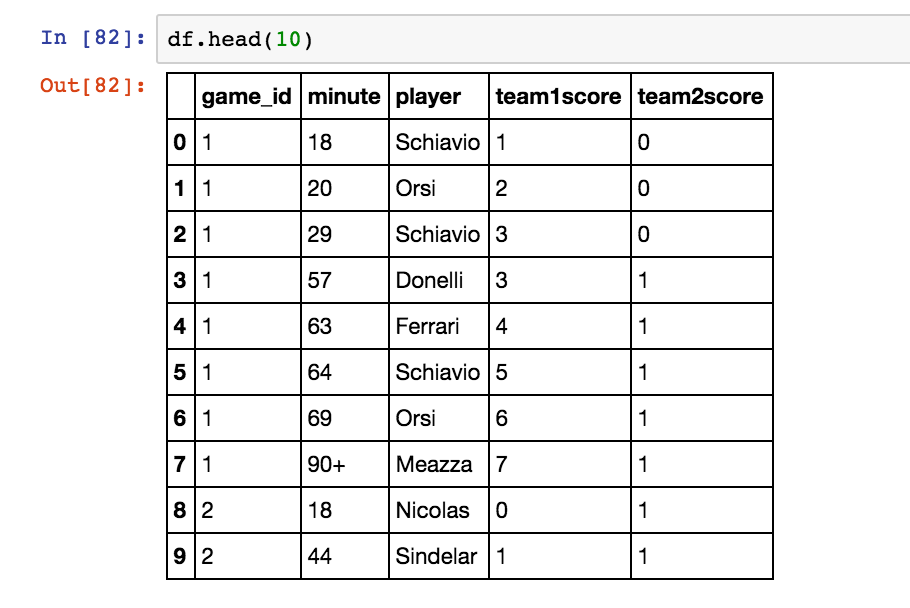 In [82]: df.head(10)
Out[82]:
game_id minute player team1score team2score
0 1 18 Schiavio 1 0
1 1 20 Orsi 2 0
2 1 29 Schiavio 3 0
3 1 57 Donelli 3 1
4 1 63 Ferrari 4 1
5 1 64 Schiavio 5 1
6 1 69 Orsi 6 1
7 1 90+ Meazza 7 1
8 2 18 Nicolas 0 1
9 2 44 Sindelar 1 1